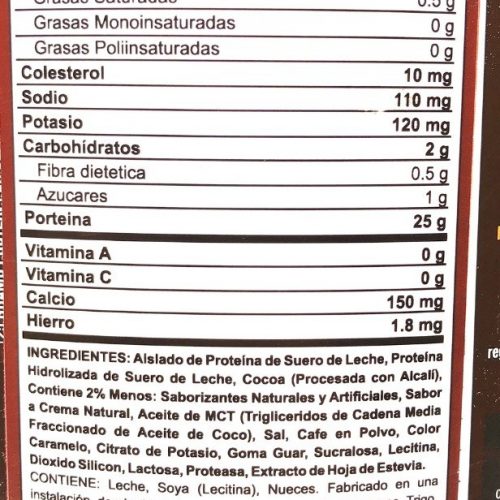 Grasas Saturadas 0.5 g
Grasas Monoinsaturadas 0 g
Grasas Poliinsaturadas 0 g
Colesterol 10 mg
Sodio 110 mg
Potasio 120 mg
Carbohídratos 2 g
Fibra dietetica 0.5 g
Azucares 1 g
Porteina 25 g
Vitamina A 0 g
Vitamina C 0 g
Calcio 150 mg
Hierro 1.8 mg
INGREDIENTES: Aislado de Proteína de Suero de Leche, Proteína
Hidrolizada de Suero de Leche, Cocoa (Procesada con Alcalí),
Contiene 2% Menos: Saborizantes Naturales y Artificiales, Sabor
a Crema Natural, Aceite de MCT (Trigliceridos de Cadena Media
Fraccionado de Aceite de Coco), Sal, Cafe en Polvo, Color
Caramelo, Citrato de Potasio, Goma Guar, Sucralosa, Lecitina,
Dioxido Silicon, Lactosa, Proteasa, Extracto de Hoja de Estevia.
CONTIENE: Leche, Soya (Lecitina), Nueces. Fabricado en una
instalación Trigo